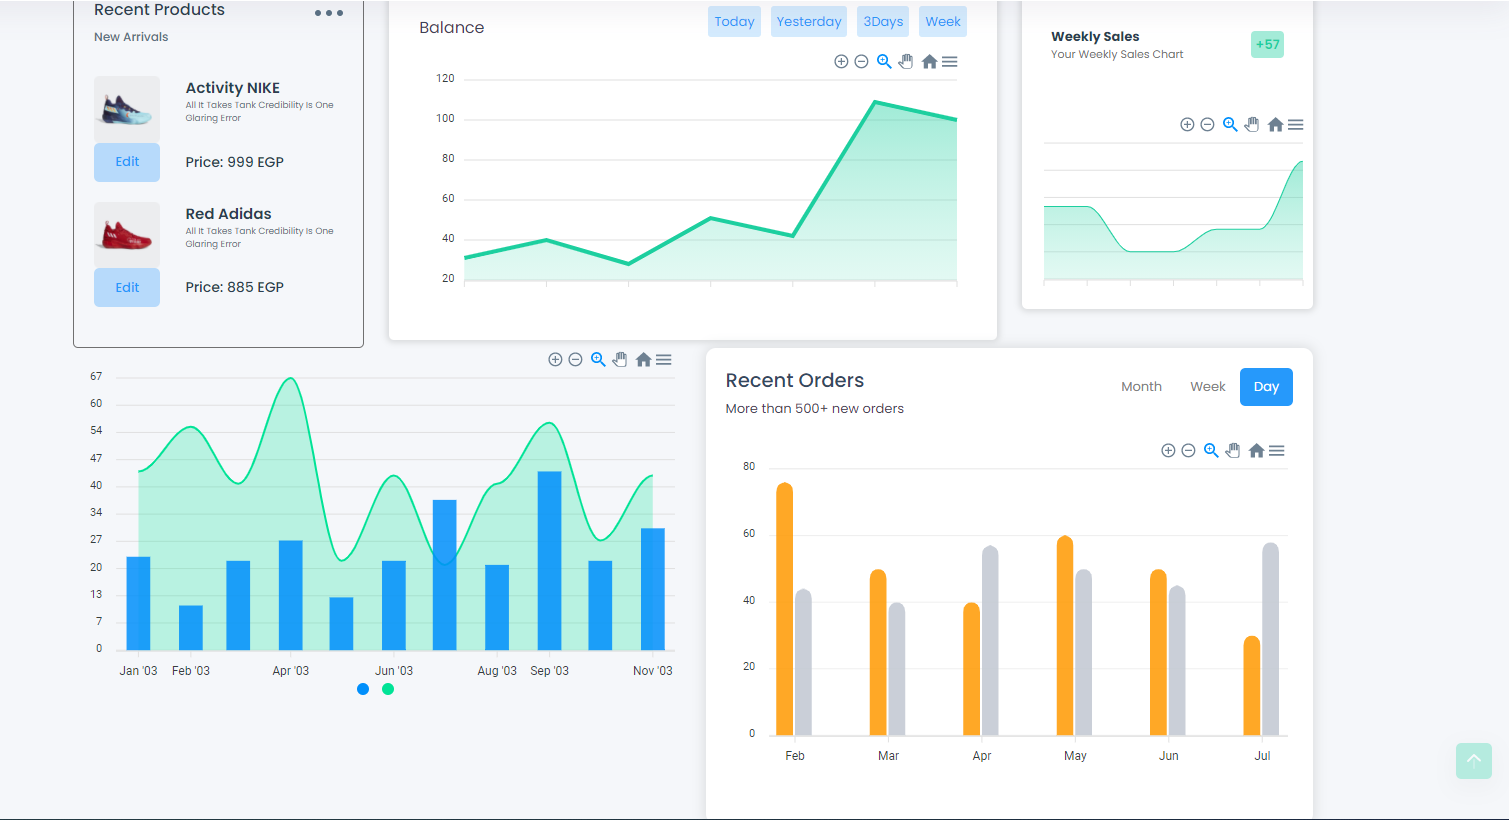 Recent Products
New Arrivals
Activity NIKE
All It Takes Tank Credibility Is One
Glaring Error
Edit
Price: 999 EGP
Red Adidas
All It Takes Tank Credibility Is One
Glaring Error
Edit
Price: 885 EGP
Balance
Today
Yesterday
3Days
Week
120
100
80
60
40
20
Weekly Sales
Your Weekly Sales Chart
+57
67
60
54
47
40
34
27
20
13
7
0
Jan '03 Feb '03 Apr '03 Jun '03 Aug '03 Sep '03 Nov '03
Recent Orders
More than 500+ new orders
Month
Week
Day
80
60
40
20
0
Feb Mar Apr May Jun Jul